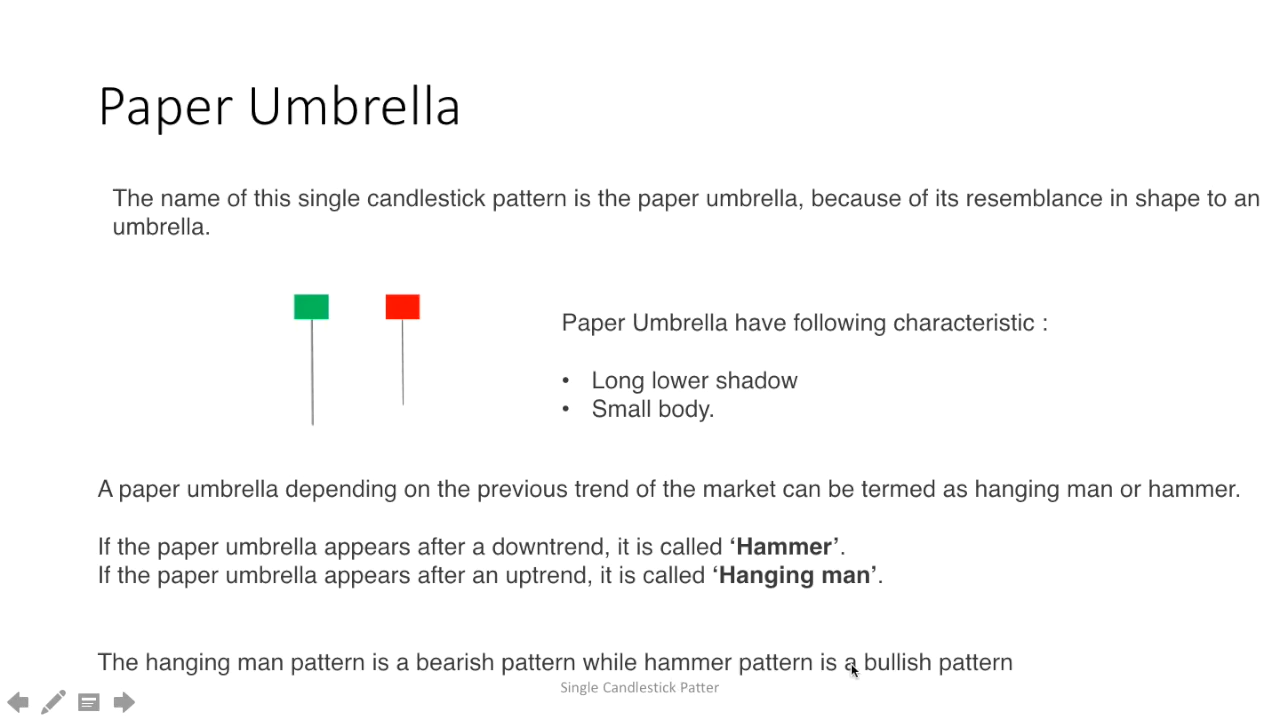 Paper Umbrella
The name of this single candlestick pattern is the paper umbrella, because of its resemblance in shape to an
umbrella.
Paper Umbrella have following characteristic :
• Long lower shadow
• Small body.
A paper umbrella depending on the previous trend of the market can be termed as hanging man or hammer.
If the paper umbrella appears after a downtrend, it is called ‘Hammer’.
If the paper umbrella appears after an uptrend, it is called ‘Hanging man’.
The hanging man pattern is a bearish pattern while hammer pattern is a bullish pattern
Single Candlestick Patter